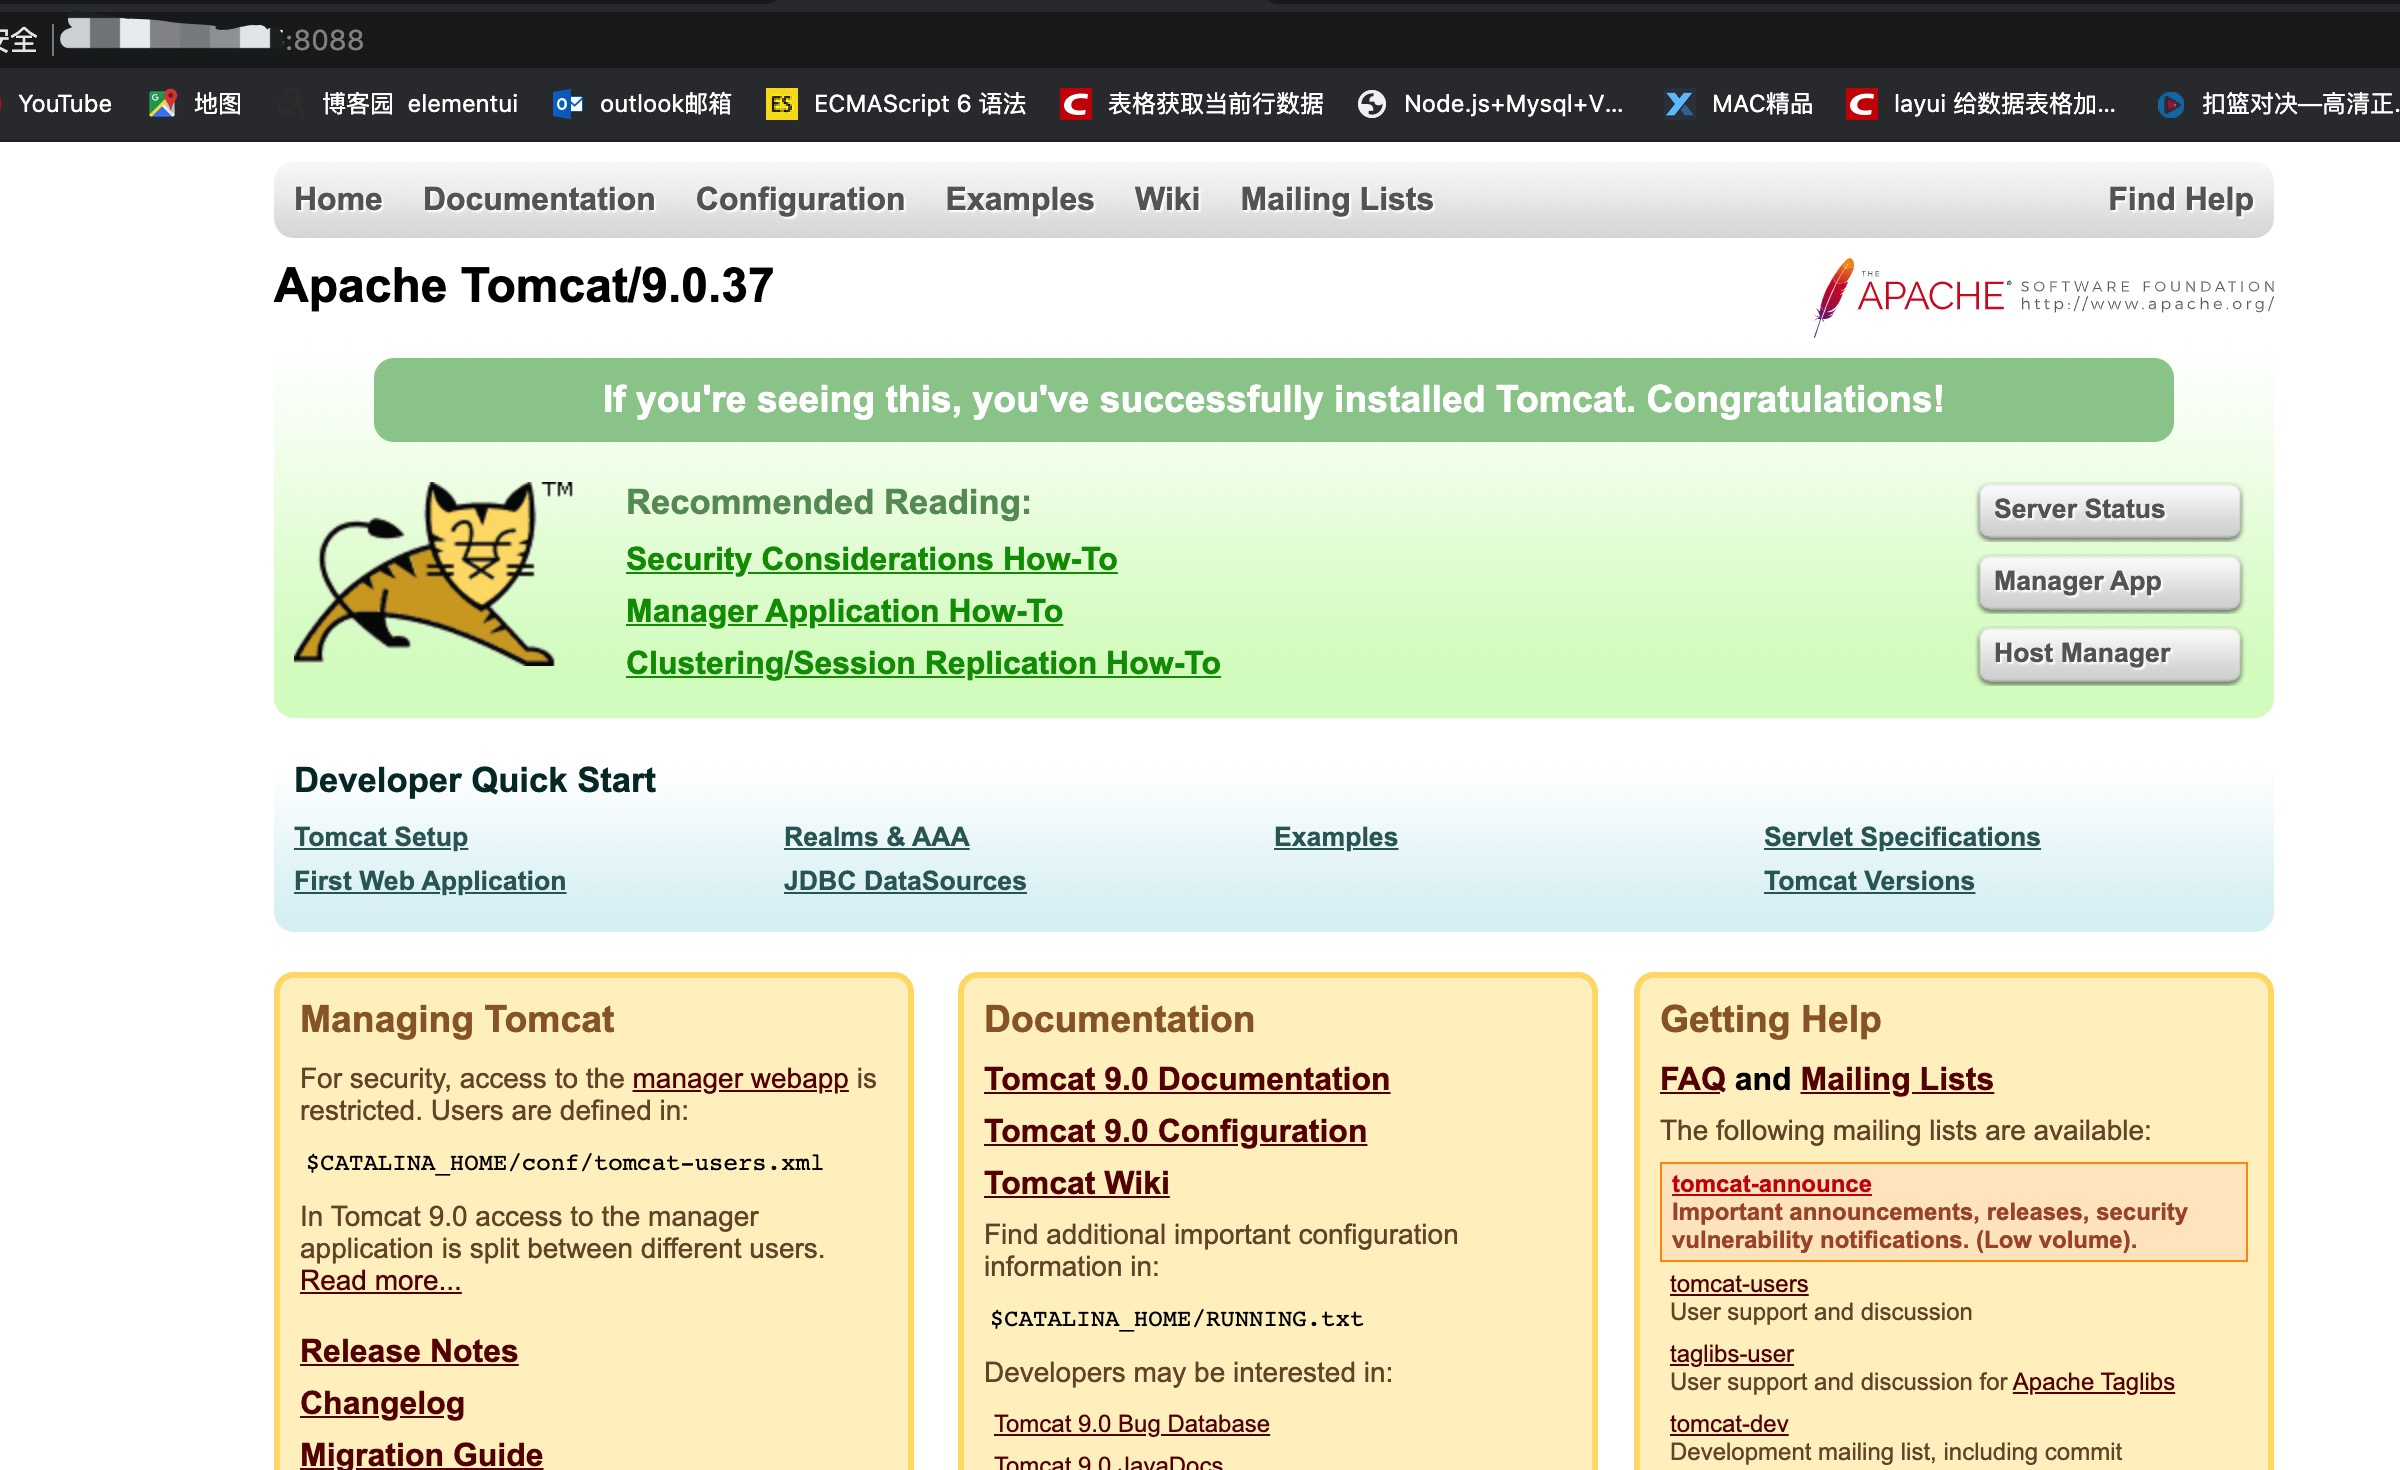 安全 :8088
YouTube 地图 博客园 elementui outlook邮箱 ECMAScript 6 语法 表格获取当前行数据 Node.js+Mysql+V... MAC精品 layui 给数据表格加... 扣篮对决—高清正
Home Documentation Configuration Examples Wiki Mailing Lists Find Help
Apache Tomcat/9.0.37
THE APACHE® SOFTWARE FOUNDATION
http://www.apache.org/
If you're seeing this, you've successfully installed Tomcat. Congratulations!
TM
Recommended Reading:
Security Considerations How-To
Manager Application How-To
Clustering/Session Replication How-To
Server Status
Manager App
Host Manager
Developer Quick Start
Tomcat Setup
First Web Application
Realms & AAA
JDBC DataSources
Examples
Servlet Specifications
Tomcat Versions
Managing Tomcat
For security, access to the manager webapp is
restricted. Users are defined in:
$CATALINA_HOME/conf/tomcat-users.xml
In Tomcat 9.0 access to the manager
application is split between different users.
Read more...
Release Notes
Changelog
Migration Guide
Documentation
Tomcat 9.0 Documentation
Tomcat 9.0 Configuration
Tomcat Wiki
Find additional important configuration
information in:
$CATALINA_HOME/RUNNING.txt
Developers may be interested in:
Tomcat 9.0 Bug Database
Tomcat 9.0 JavaDocs
Getting Help
FAQ and Mailing Lists
The following mailing lists are available:
tomcat-announce
Important announcements, releases, security
vulnerability notifications. (Low volume).
tomcat-users
User support and discussion
taglibs-user
User support and discussion for Apache Taglibs
tomcat-dev
Development mailing list, including commit